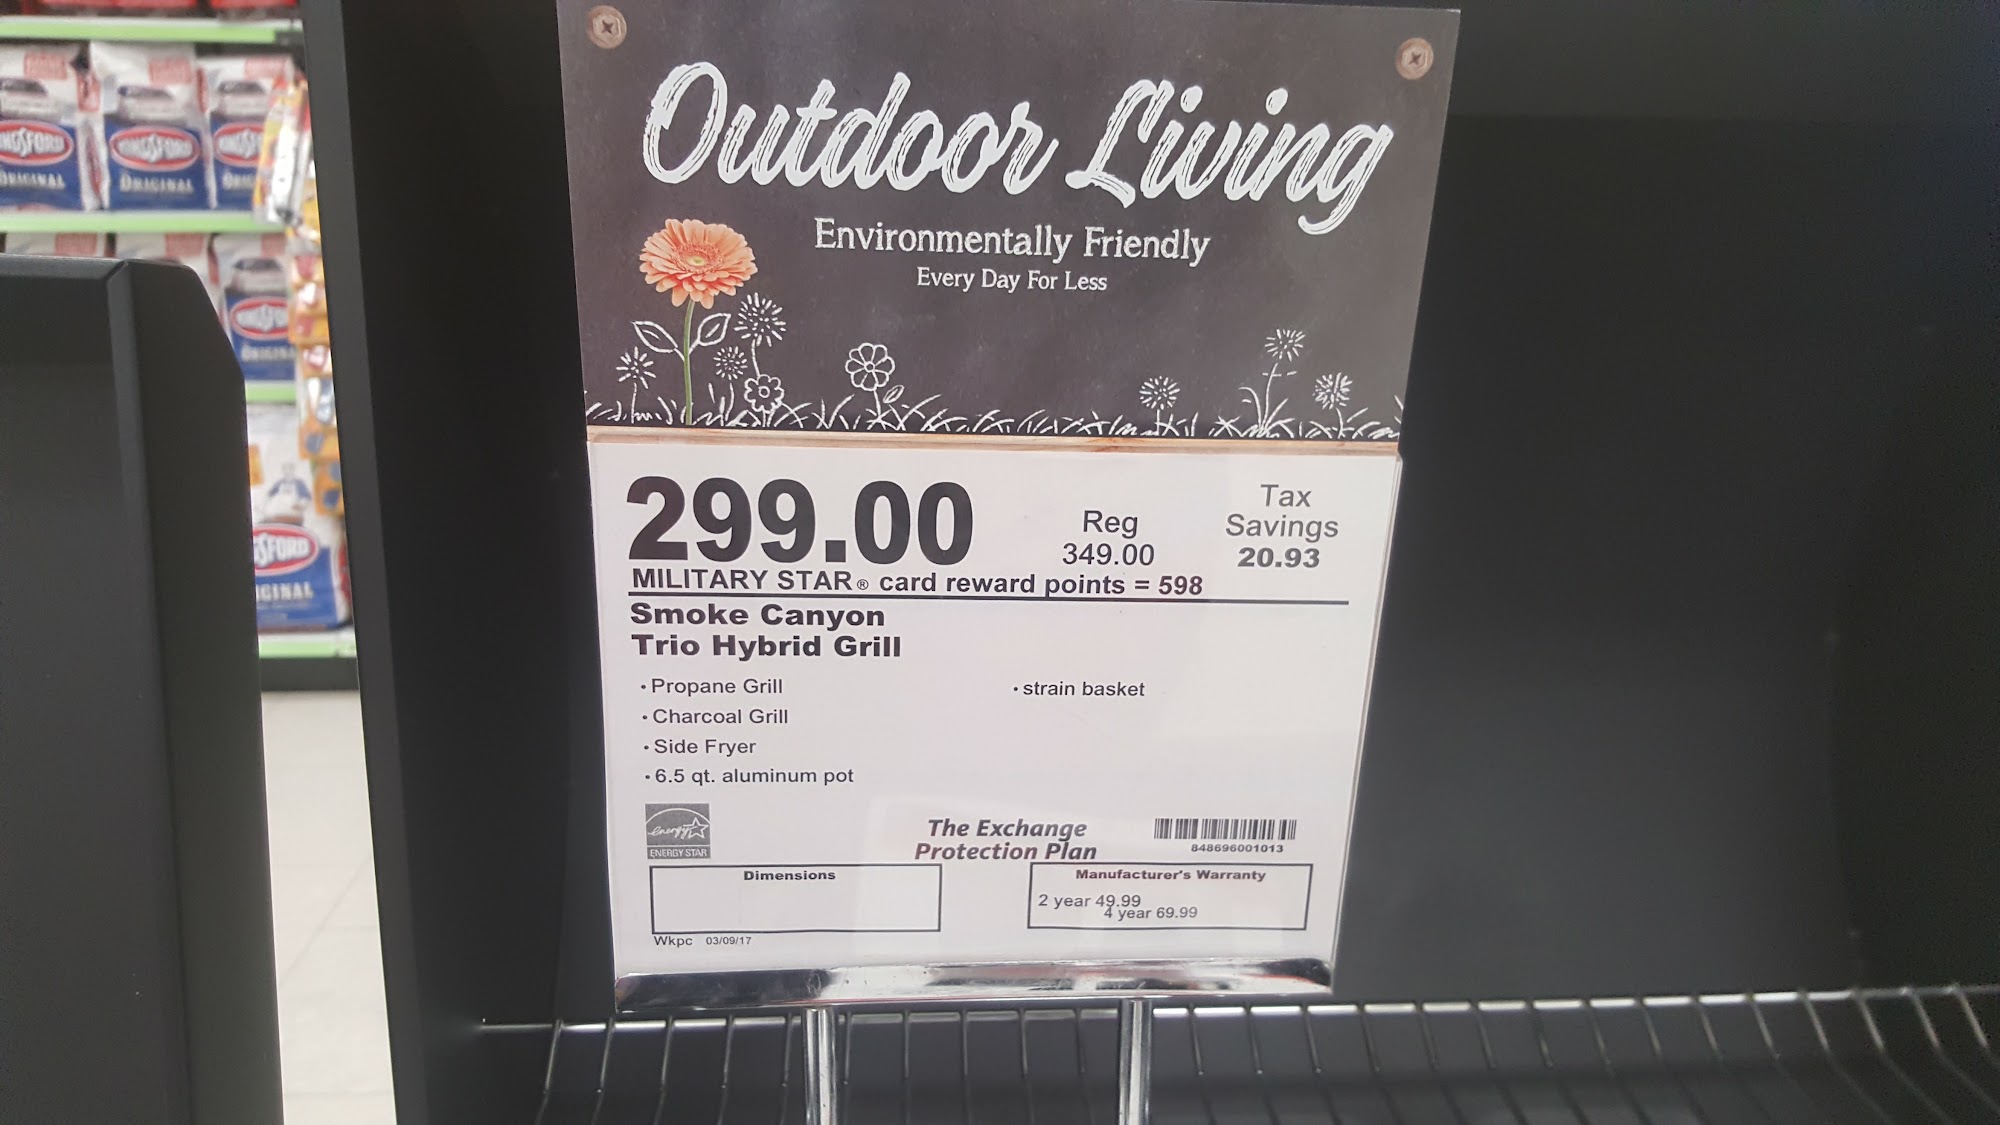 Outdoor Living
Environmentally Friendly
Every Day For Less
299.00
Reg
349.00
Tax
Savings
20.93
MILITARY STAR® card reward points = 598
Smoke Canyon
Trio Hybrid Grill
• Propane Grill
• Charcoal Grill
• Side Fryer
• 6.5 qt. aluminum pot
• strain basket
energy
ENERGY STAR
The Exchange
Protection Plan
848696001013
Dimensions
Manufacturer's Warranty
2 year 49.99
4 year 69.99
Wkpc 03/09/17
KINGSFORD
ORIGINAL